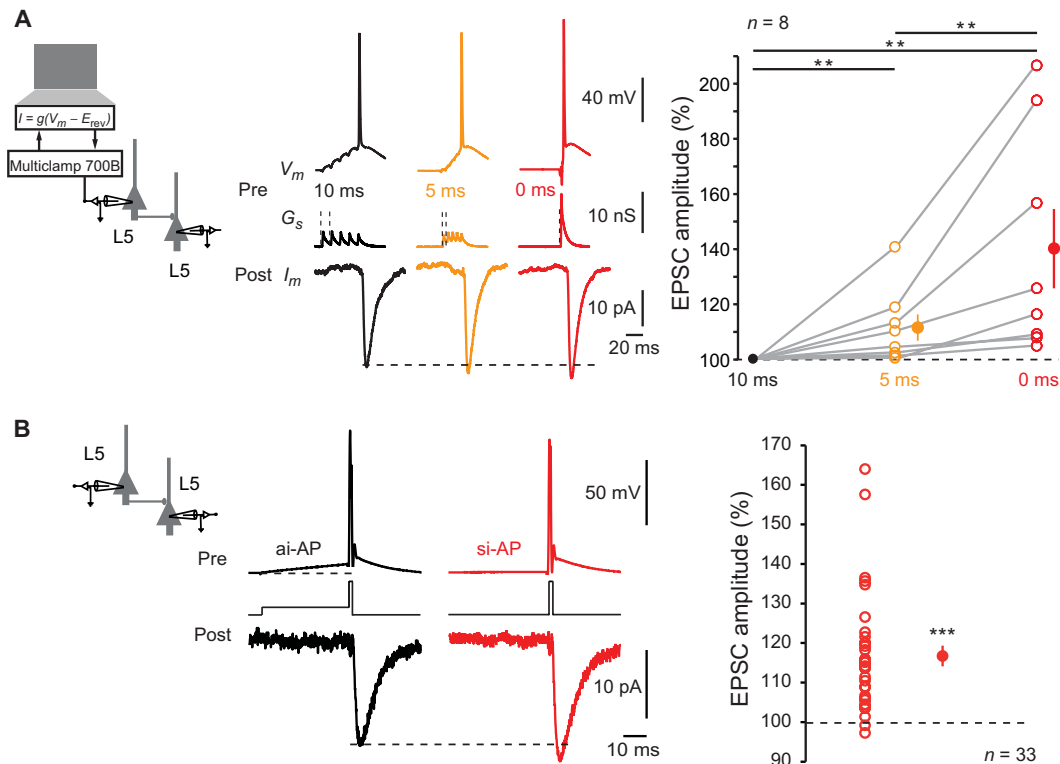 A
I = g(Vm − Erev)
Multiclamp 700B
L5
L5
Vm
Pre
10 ms
5 ms
0 ms
40 mV
Gs
10 nS
Post Im
10 pA
20 ms
n = 8
**
**
**
EPSC amplitude (%)
210
200
180
160
140
120
100
10 ms
5 ms
0 ms
B
L5
L5
Pre
ai-AP
si-AP
50 mV
Post
10 pA
10 ms
EPSC amplitude (%)
170
160
150
140
130
120
110
100
90
***
n = 33